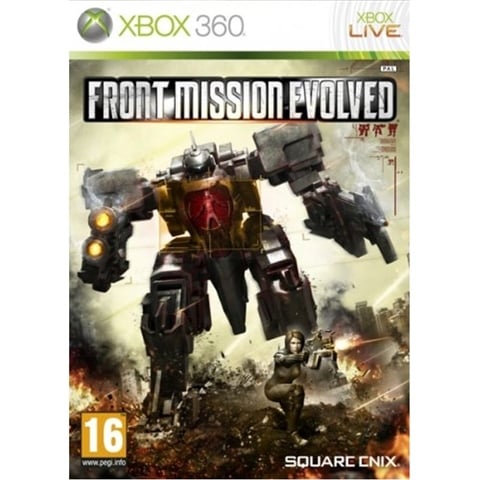 XBOX 360
XBOX
LIVE
PAL
FRONT MISSION EVOLVED
16
www.pegi.info
SQUARE ENIX